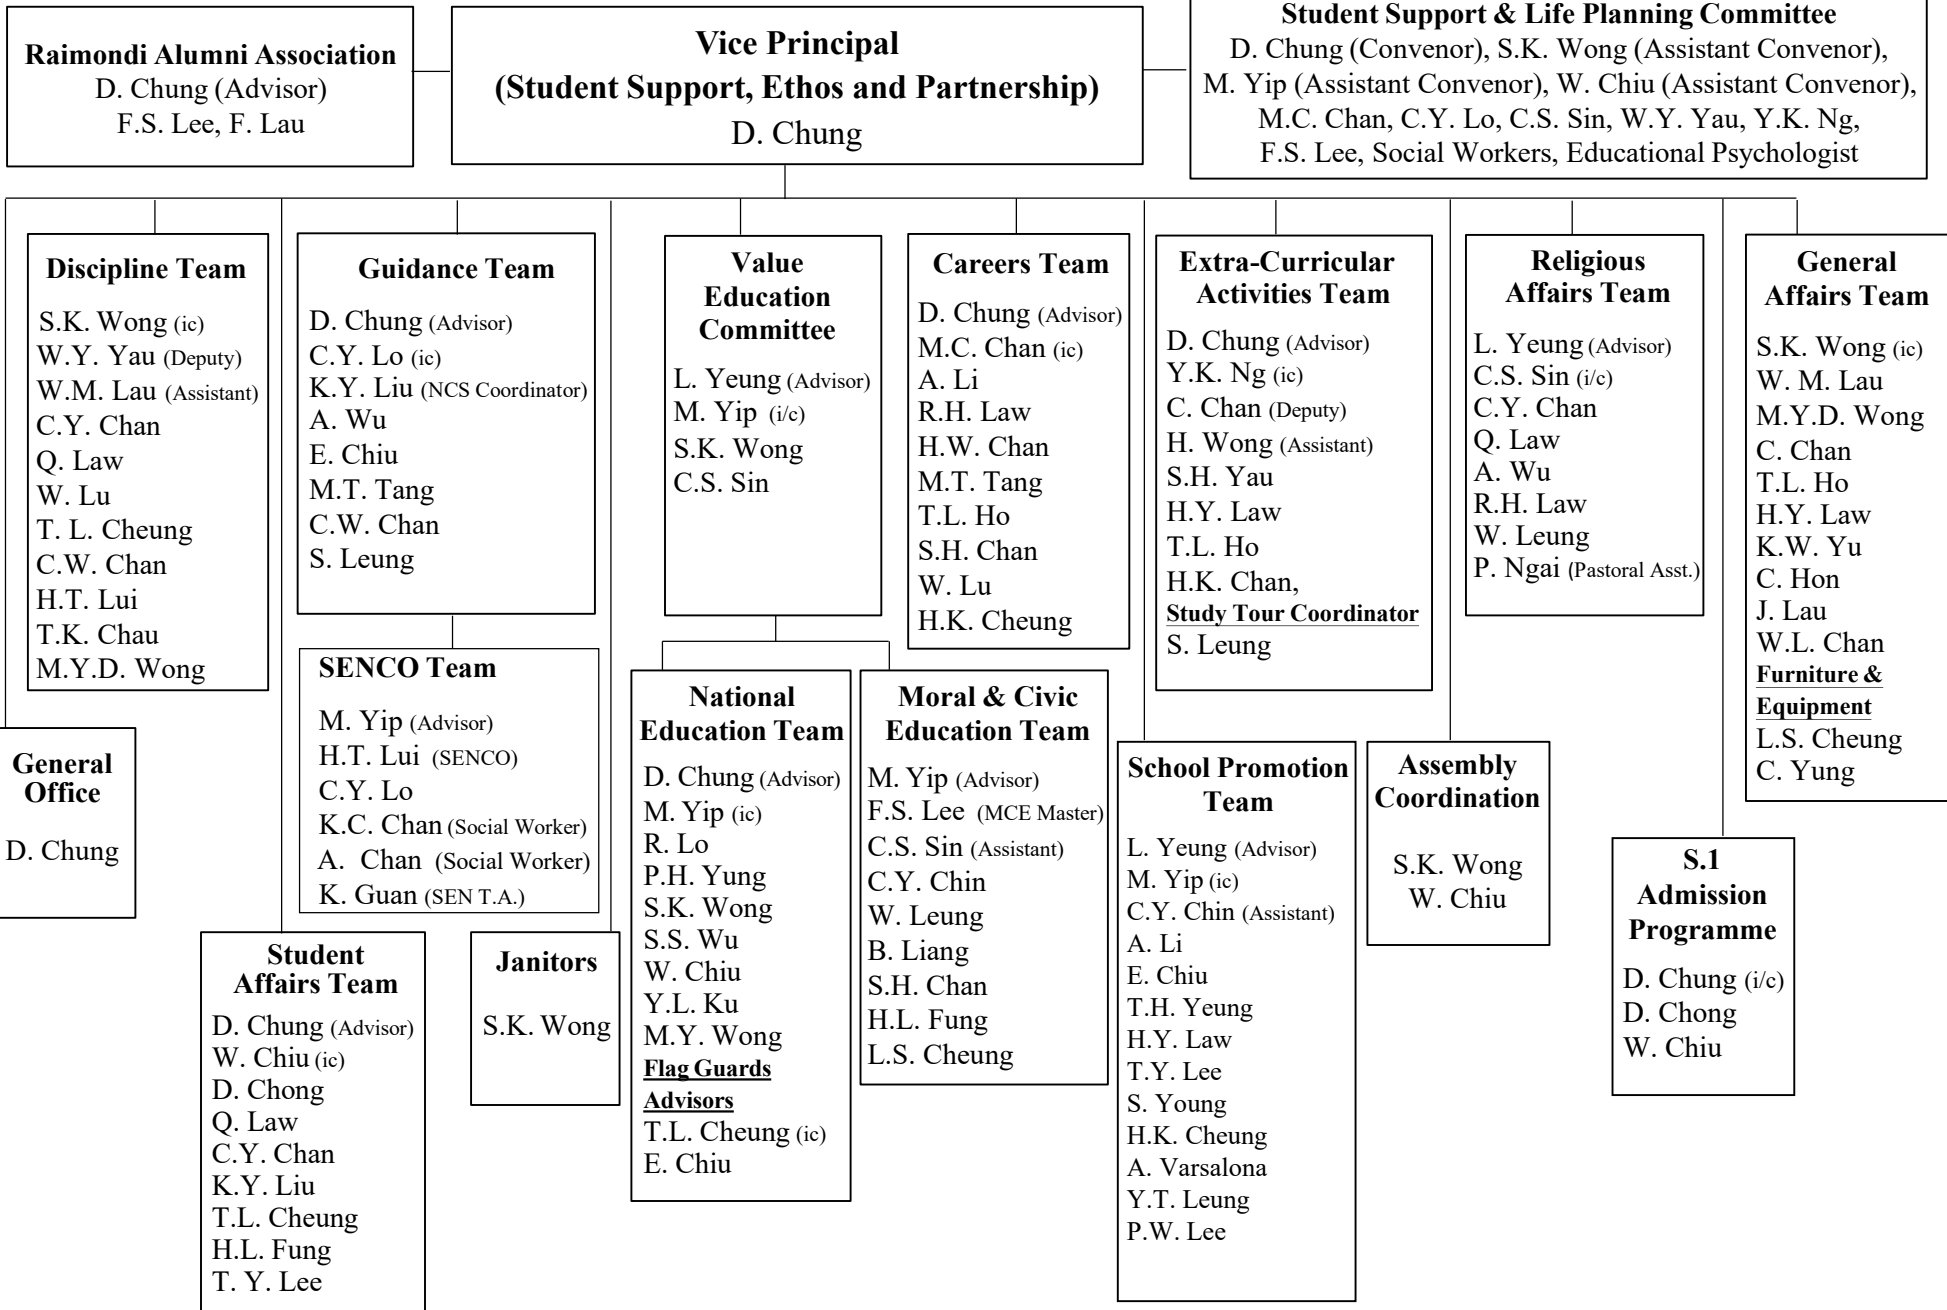 Raimondi Alumni Association
D. Chung (Advisor)
F.S. Lee, F. Lau
Vice Principal
(Student Support, Ethos and Partnership)
D. Chung
Student Support & Life Planning Committee
D. Chung (Convenor), S.K. Wong (Assistant Convenor),
M. Yip (Assistant Convenor), W. Chiu (Assistant Convenor),
M.C. Chan, C.Y. Lo, C.S. Sin, W.Y. Yau, Y.K. Ng,
F.S. Lee, Social Workers, Educational Psychologist
Discipline Team
S.K. Wong (ic)
W.Y. Yau (Deputy)
W.M. Lau (Assistant)
C.Y. Chan
Q. Law
W. Lu
T. L. Cheung
C.W. Chan
H.T. Lui
T.K. Chau
M.Y.D. Wong
Guidance Team
D. Chung (Advisor)
C.Y. Lo (ic)
K.Y. Liu (NCS Coordinator)
A. Wu
E. Chiu
M.T. Tang
C.W. Chan
S. Leung
Value
Education
Committee
L. Yeung (Advisor)
M. Yip (i/c)
S.K. Wong
C.S. Sin
Careers Team
D. Chung (Advisor)
M.C. Chan (ic)
A. Li
R.H. Law
H.W. Chan
M.T. Tang
T.L. Ho
S.H. Chan
W. Lu
H.K. Cheung
Extra-Curricular
Activities Team
D. Chung (Advisor)
Y.K. Ng (ic)
C. Chan (Deputy)
H. Wong (Assistant)
S.H. Yau
H.Y. Law
T.L. Ho
H.K. Chan,
Study Tour Coordinator
S. Leung
Religious
Affairs Team
L. Yeung (Advisor)
C.S. Sin (i/c)
C.Y. Chan
Q. Law
A. Wu
R.H. Law
W. Leung
P. Ngai (Pastoral Asst.)
General
Affairs Team
S.K. Wong (ic)
W. M. Lau
M.Y.D. Wong
C. Chan
T.L. Ho
H.Y. Law
K.W. Yu
C. Hon
J. Lau
W.L. Chan
Furniture &
Equipment
L.S. Cheung
C. Yung
General
Office
D. Chung
SENCO Team
M. Yip (Advisor)
H.T. Lui (SENCO)
C.Y. Lo
K.C. Chan (Social Worker)
A. Chan (Social Worker)
K. Guan (SEN T.A.)
National
Education Team
D. Chung (Advisor)
M. Yip (ic)
R. Lo
P.H. Yung
S.K. Wong
S.S. Wu
W. Chiu
Y.L. Ku
M.Y. Wong
Flag Guards
Advisors
T.L. Cheung (ic)
E. Chiu
Moral & Civic
Education Team
M. Yip (Advisor)
F.S. Lee (MCE Master)
C.S. Sin (Assistant)
C.Y. Chin
W. Leung
B. Liang
S.H. Chan
H.L. Fung
L.S. Cheung
School Promotion
Team
L. Yeung (Advisor)
M. Yip (ic)
C.Y. Chin (Assistant)
A. Li
E. Chiu
T.H. Yeung
H.Y. Law
T.Y. Lee
S. Young
H.K. Cheung
A. Varsalona
Y.T. Leung
P.W. Lee
Assembly
Coordination
S.K. Wong
W. Chiu
S.1
Admission
Programme
D. Chung (i/c)
D. Chong
W. Chiu
Student
Affairs Team
D. Chung (Advisor)
W. Chiu (ic)
D. Chong
Q. Law
C.Y. Chan
K.Y. Liu
T.L. Cheung
H.L. Fung
T. Y. Lee
Janitors
S.K. Wong